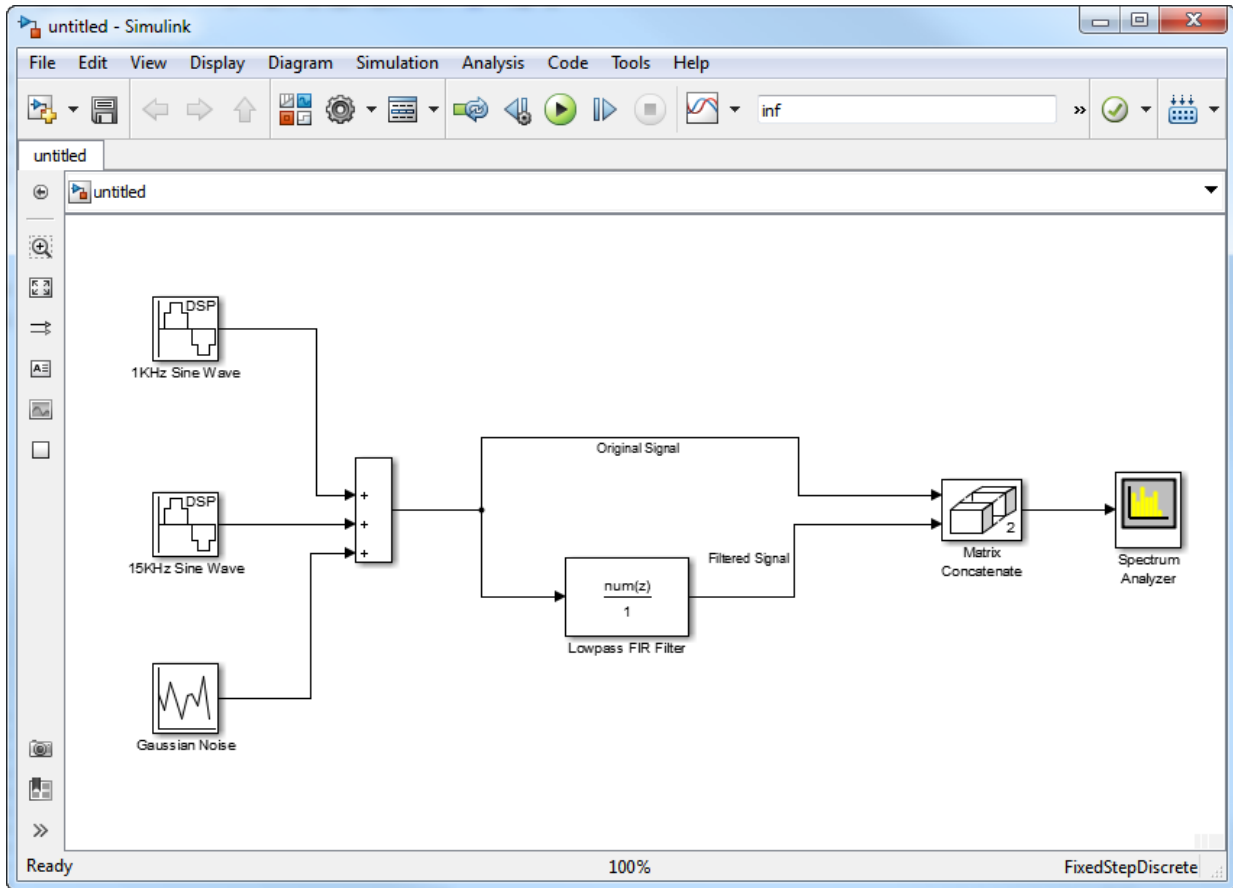 untitled - Simulink
File Edit View Display Diagram Simulation Analysis Code Tools Help
inf
untitled
untitled
DSP
1KHz Sine Wave
Original Signal
DSP
15KHz Sine Wave
+
+
+
2
Matrix
Concatenate
Spectrum
Analyzer
Filtered Signal
num(z)
1
Lowpass FIR Filter
Gaussian Noise
Ready 100% FixedStepDiscrete